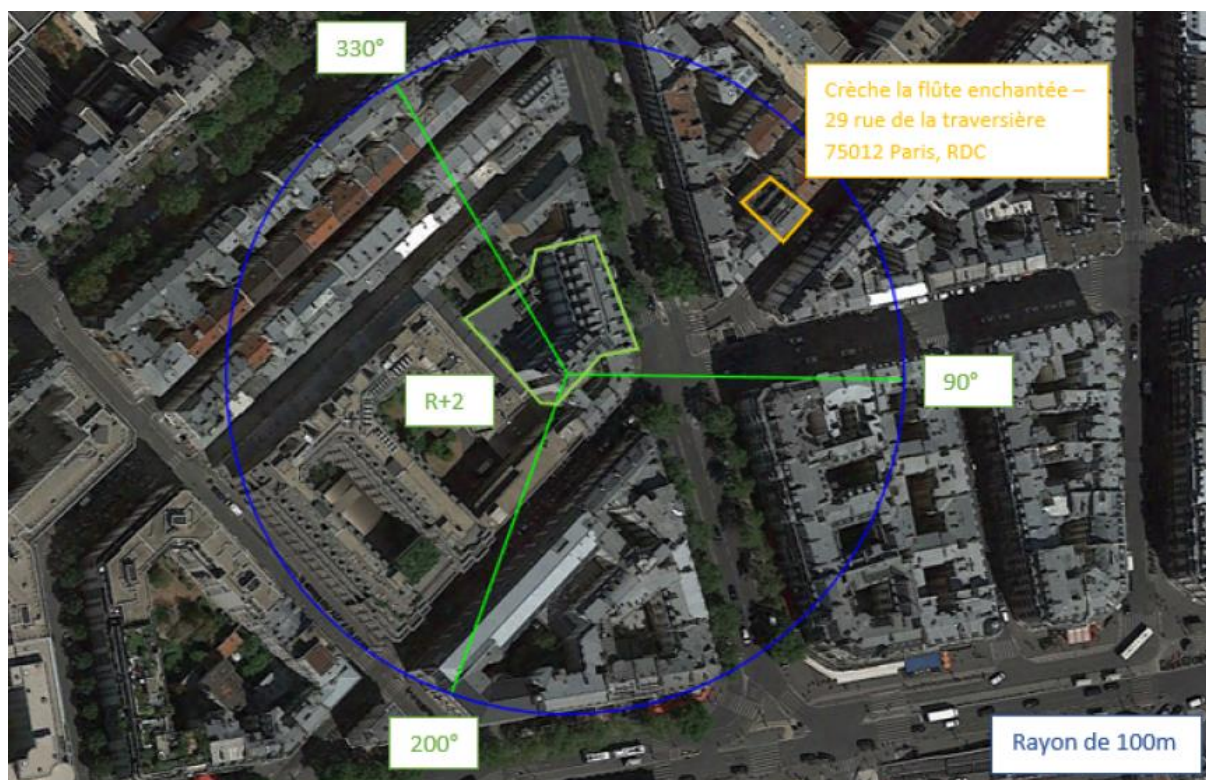 330°
Crèche la flûte enchantée –
29 rue de la traversière
75012 Paris, RDC
R+2
90°
200°
Rayon de 100m